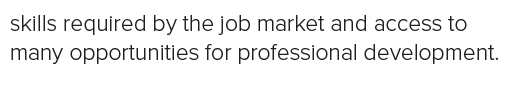 skills required by the job market and access to
many opportunities for professional development.